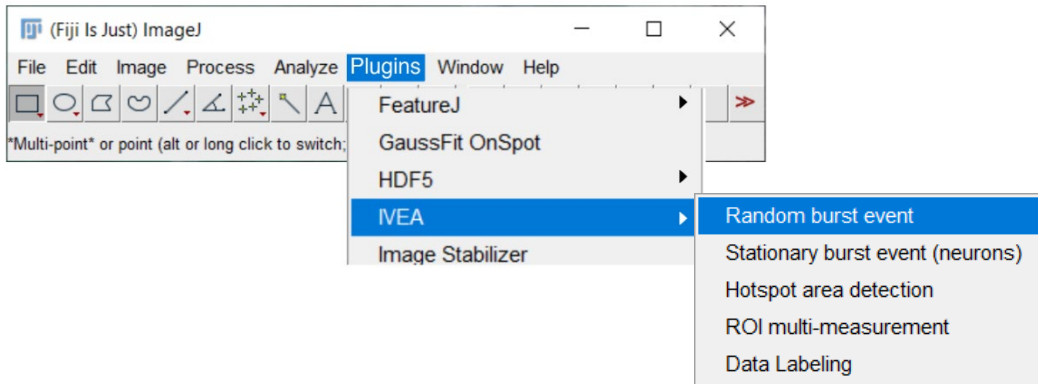 (Fiji Is Just) ImageJ
File Edit Image Process Analyze Plugins Window Help
A
*Multi-point* or point (alt or long click to switch;
FeatureJ
GaussFit OnSpot
HDF5
IVEA
Image Stabilizer
Random burst event
Stationary burst event (neurons)
Hotspot area detection
ROI multi-measurement
Data Labeling